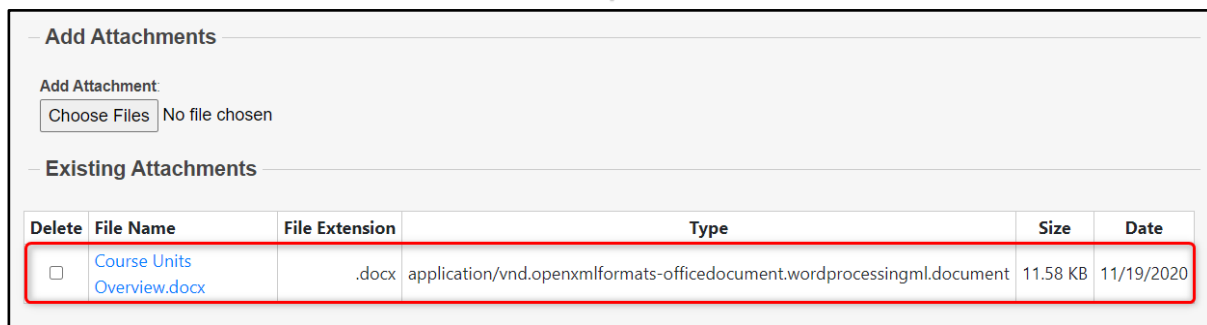 Add Attachments
Add Attachment:
Choose Files No file chosen
Existing Attachments
Delete File Name File Extension Type Size Date
Course Units
Overview.docx .docx application/vnd.openxmlformats-officedocument.wordprocessingml.document 11.58 KB 11/19/2020